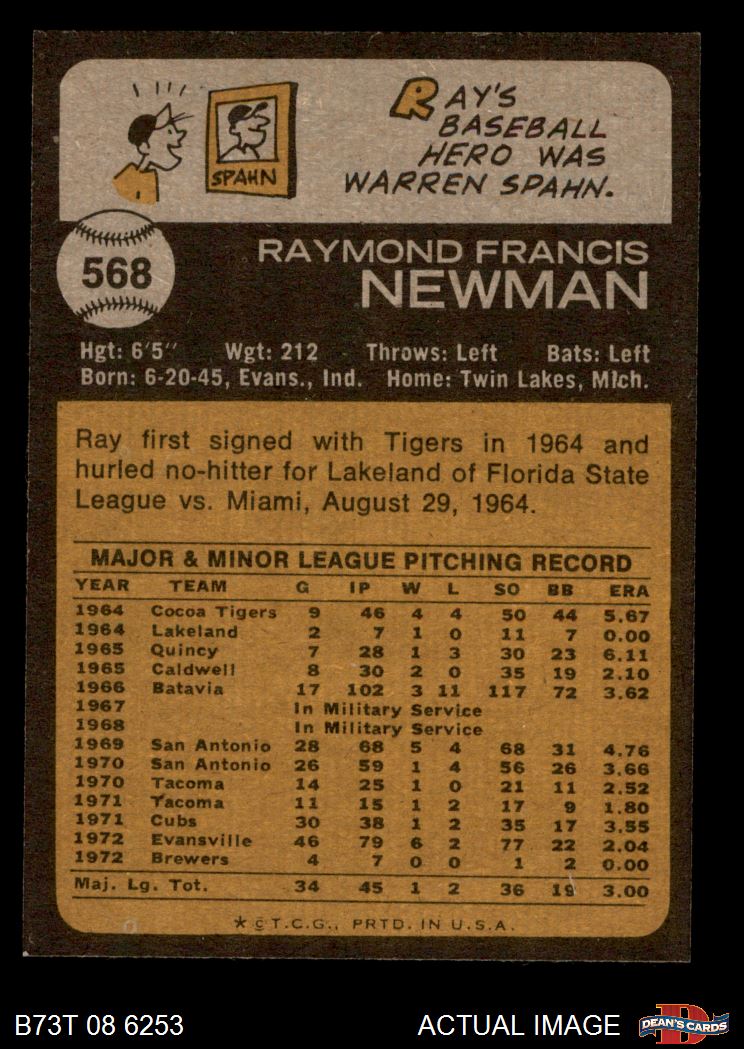 RAY'S
BASEBALL
HERO WAS
WARREN SPAHN.
SPAHN
568
RAYMOND FRANCIS
NEWMAN
Hgt: 6'5" Wgt: 212 Throws: Left Bats: Left
Born: 6-20-45, Evans., Ind. Home: Twin Lakes, Mich.
Ray first signed with Tigers in 1964 and
hurled no-hitter for Lakeland of Florida State
League vs. Miami, August 29, 1964.
MAJOR & MINOR LEAGUE PITCHING RECORD
YEAR TEAM G IP W L SO BB ERA
1964 Cocoa Tigers 9 46 4 4 50 44 5.67
1964 Lakeland 2 7 1 0 11 7 0.00
1965 Quincy 7 28 1 3 30 23 6.11
1965 Caldwell 8 30 2 0 35 19 2.10
1966 Batavia 17 102 3 11 117 72 3.62
1967 In Military Service
1968 In Military Service
1969 San Antonio 28 68 5 4 68 31 4.76
1970 San Antonio 26 59 1 4 56 26 3.66
1970 Tacoma 14 25 1 0 21 11 2.52
1971 Tacoma 11 15 1 2 17 9 1.80
1971 Cubs 30 38 1 2 35 17 3.55
1972 Evansville 46 79 6 2 77 22 2.04
1972 Brewers 4 7 0 0 1 2 0.00
Maj. Lg. Tot. 34 45 1 2 36 19 3.00
* © T.C.G., PRTD. IN U.S.A.
B73T 08 6253 ACTUAL IMAGE DEAN'S CARDS